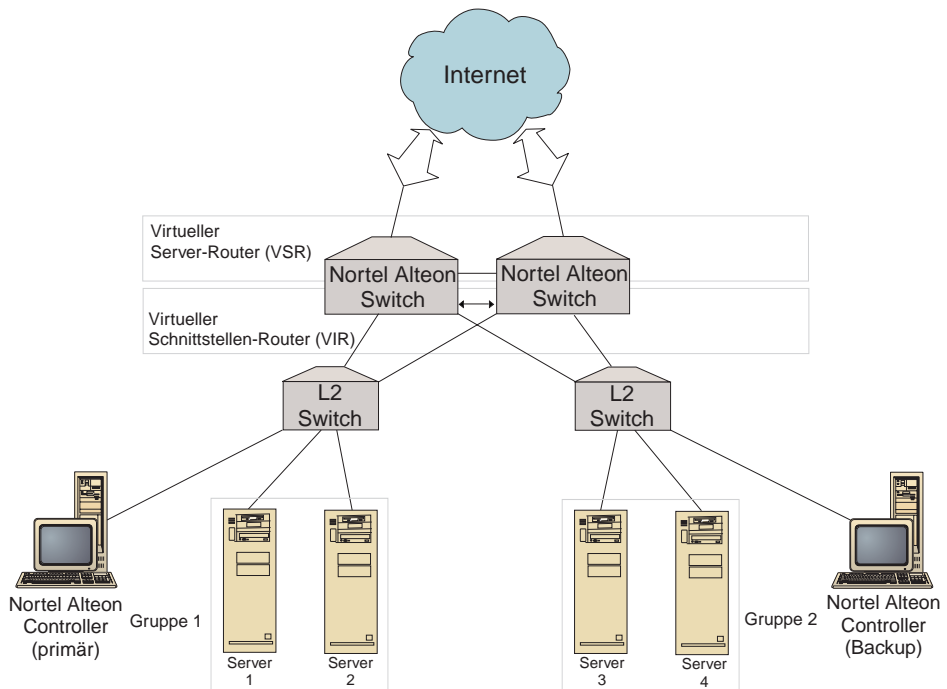 Internet
Virtueller
Server-Router (VSR)
Nortel Alteon
Switch
Nortel Alteon
Switch
Virtueller
Schnittstellen-Router (VIR)
L2
Switch
L2
Switch
Nortel Alteon
Controller
(primär)
Gruppe 1
Server
1
Server
2
Server
3
Server
4
Gruppe 2
Nortel Alteon
Controller
(Backup)